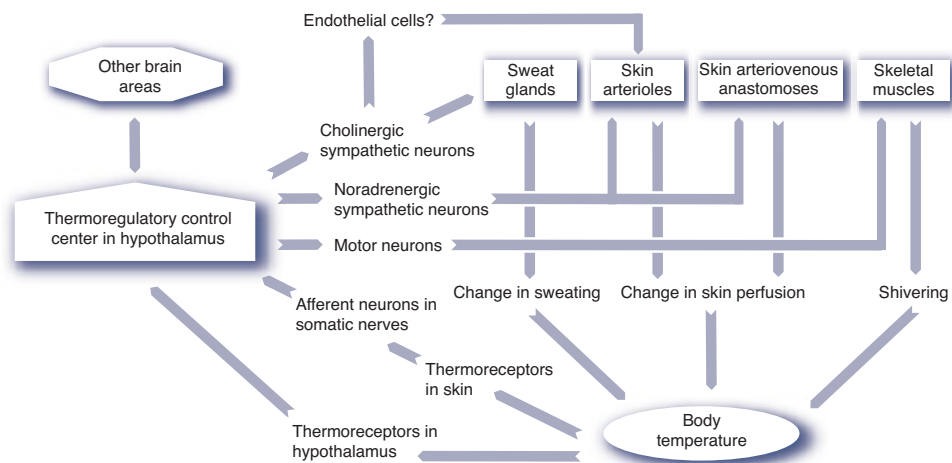 Endothelial cells?
Other brain
areas
Sweat
glands
Skin
arterioles
Skin arteriovenous
anastomoses
Skeletal
muscles
Cholinergic
sympathetic neurons
Noradrenergic
sympathetic neurons
Thermoregulatory control
center in hypothalamus
Motor neurons
Afferent neurons in
somatic nerves
Change in sweating
Change in skin perfusion
Shivering
Thermoreceptors
in skin
Thermoreceptors in
hypothalamus
Body
temperature